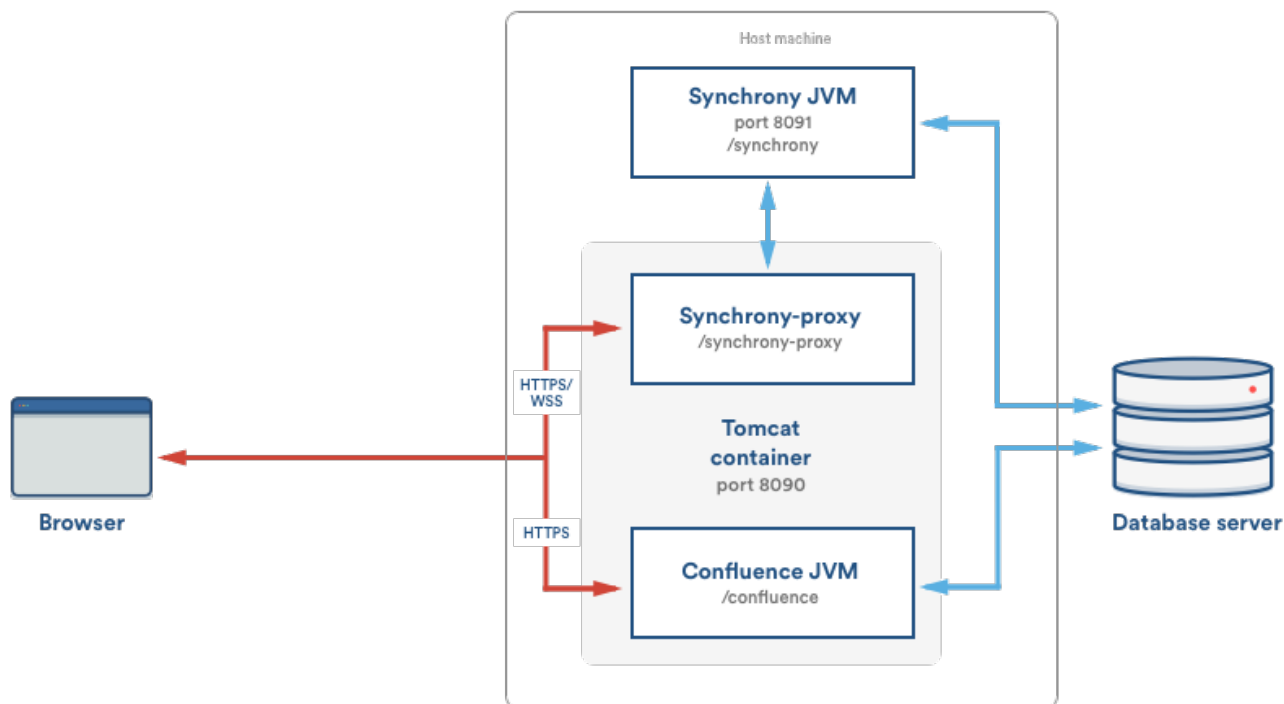 Host machine
Synchrony JVM
port 8091
/synchrony
Synchrony-proxy
/synchrony-proxy
HTTPS/
WSS
Tomcat
container
port 8090
Browser
HTTPS
Database server
Confluence JVM
/confluence